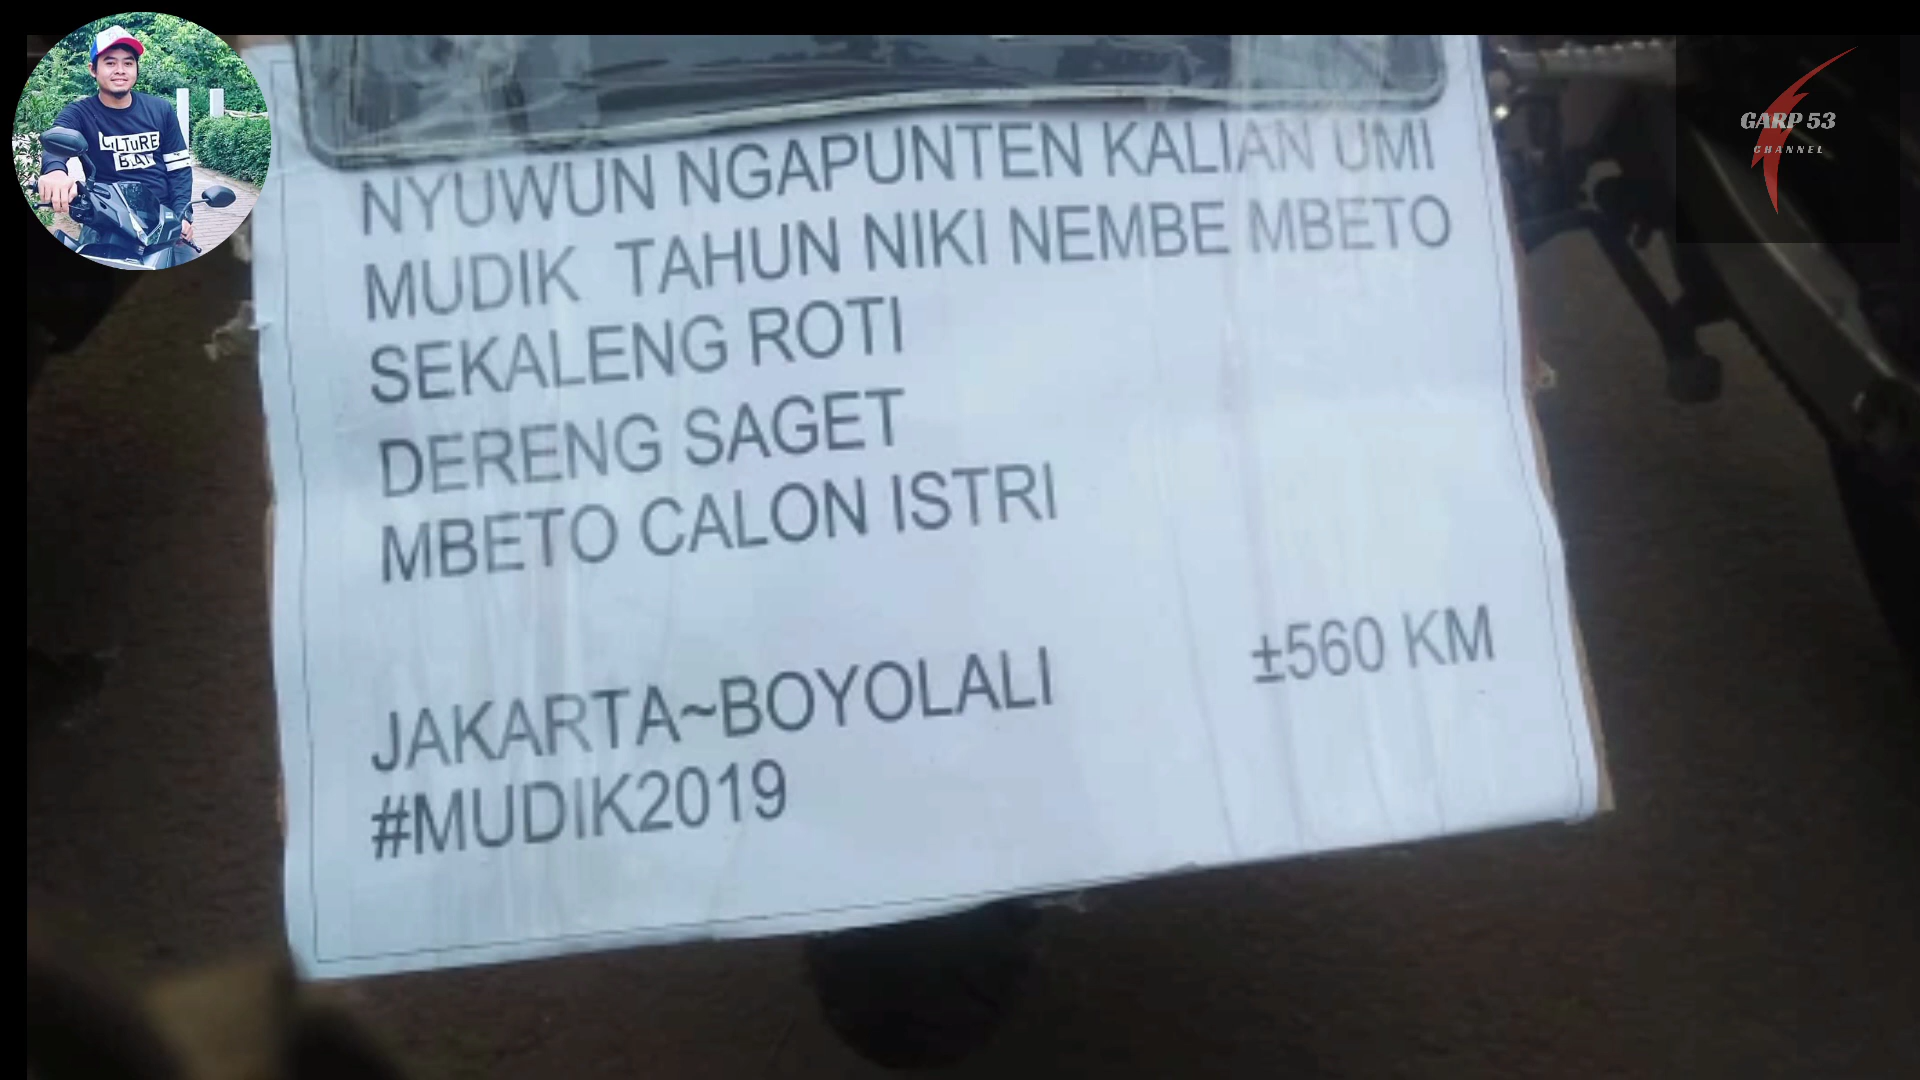 CULTURE
GARP 53
CHANNEL
NYUWUN NGAPUNTEN KALIAN UMI
MUDIK TAHUN NIKI NEMBE MBETO
SEKALENG ROTI
DERENG SAGET
MBETO CALON ISTRI
±560 KM
JAKARTA~BOYOLALI
#MUDIK2019